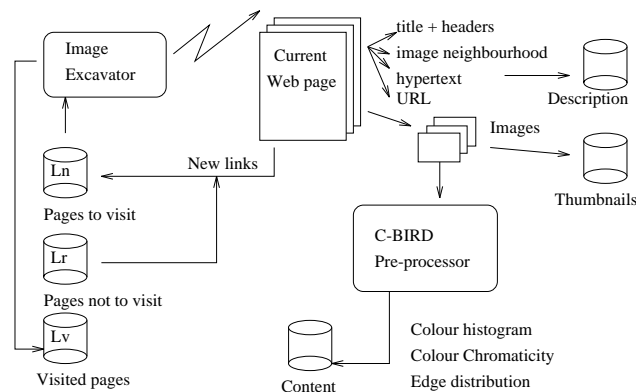 Image
Excavator
Current
Web page
title + headers
image neighbourhood
hypertext
URL
Description
Images
Thumbnails
New links
Ln
Pages to visit
Lr
Pages not to visit
Lv
Visited pages
C-BIRD
Pre-processor
Content
Colour histogram
Colour Chromaticity
Edge distribution